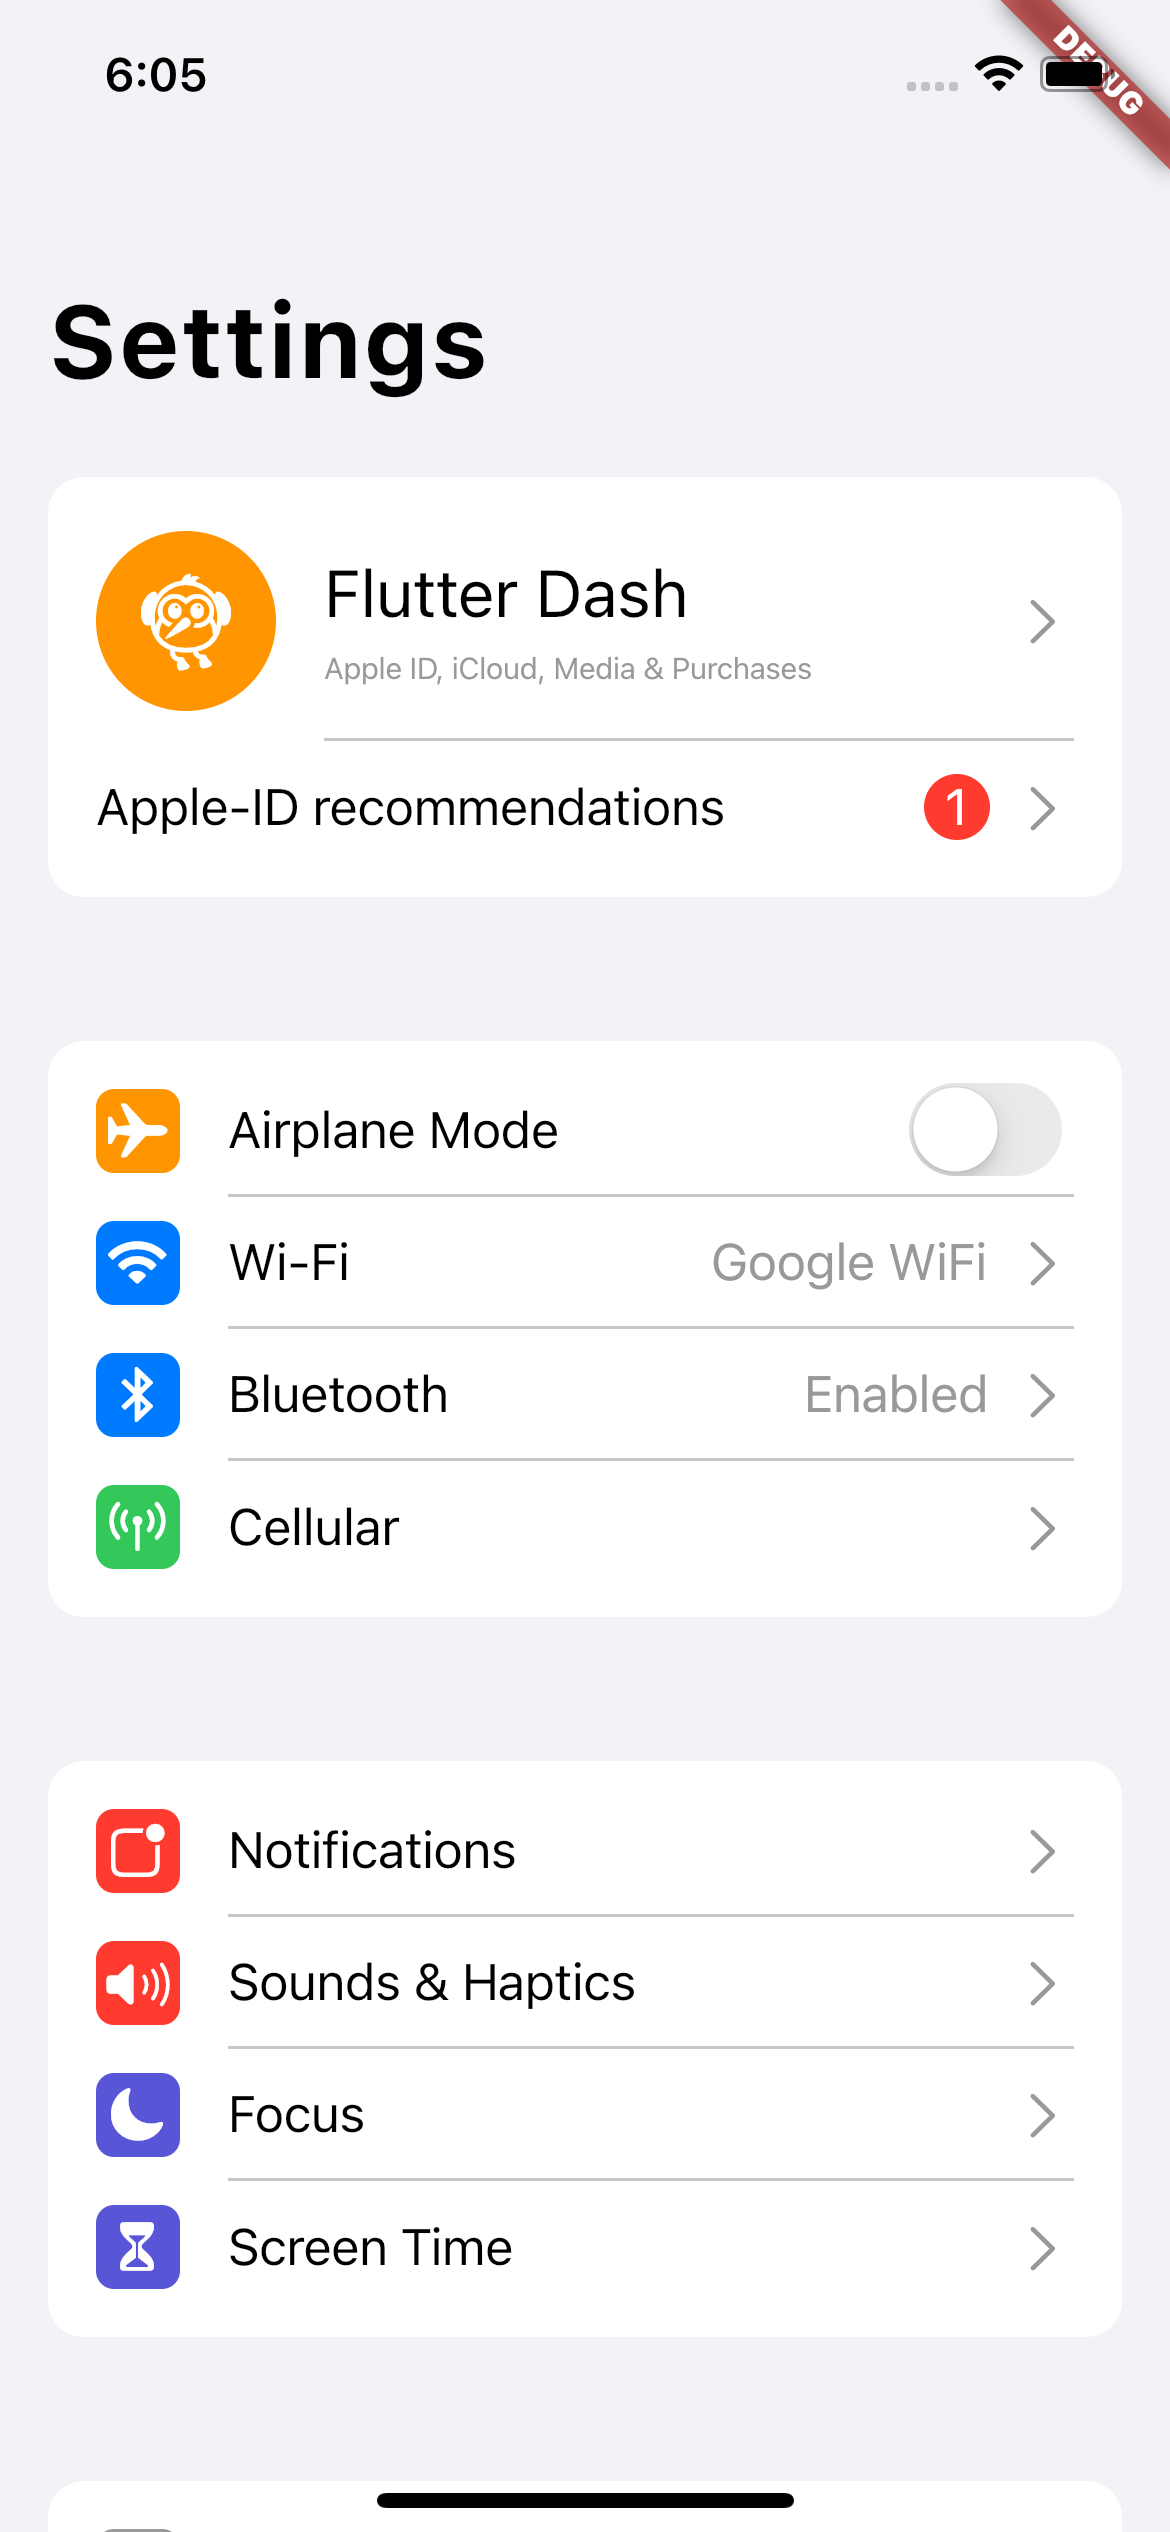 6:05
DEBUG
Settings
Flutter Dash
Apple ID, iCloud, Media & Purchases
Apple-ID recommendations 1
Airplane Mode
Wi-Fi Google WiFi
Bluetooth Enabled
Cellular
Notifications
Sounds & Haptics
Focus
Screen Time